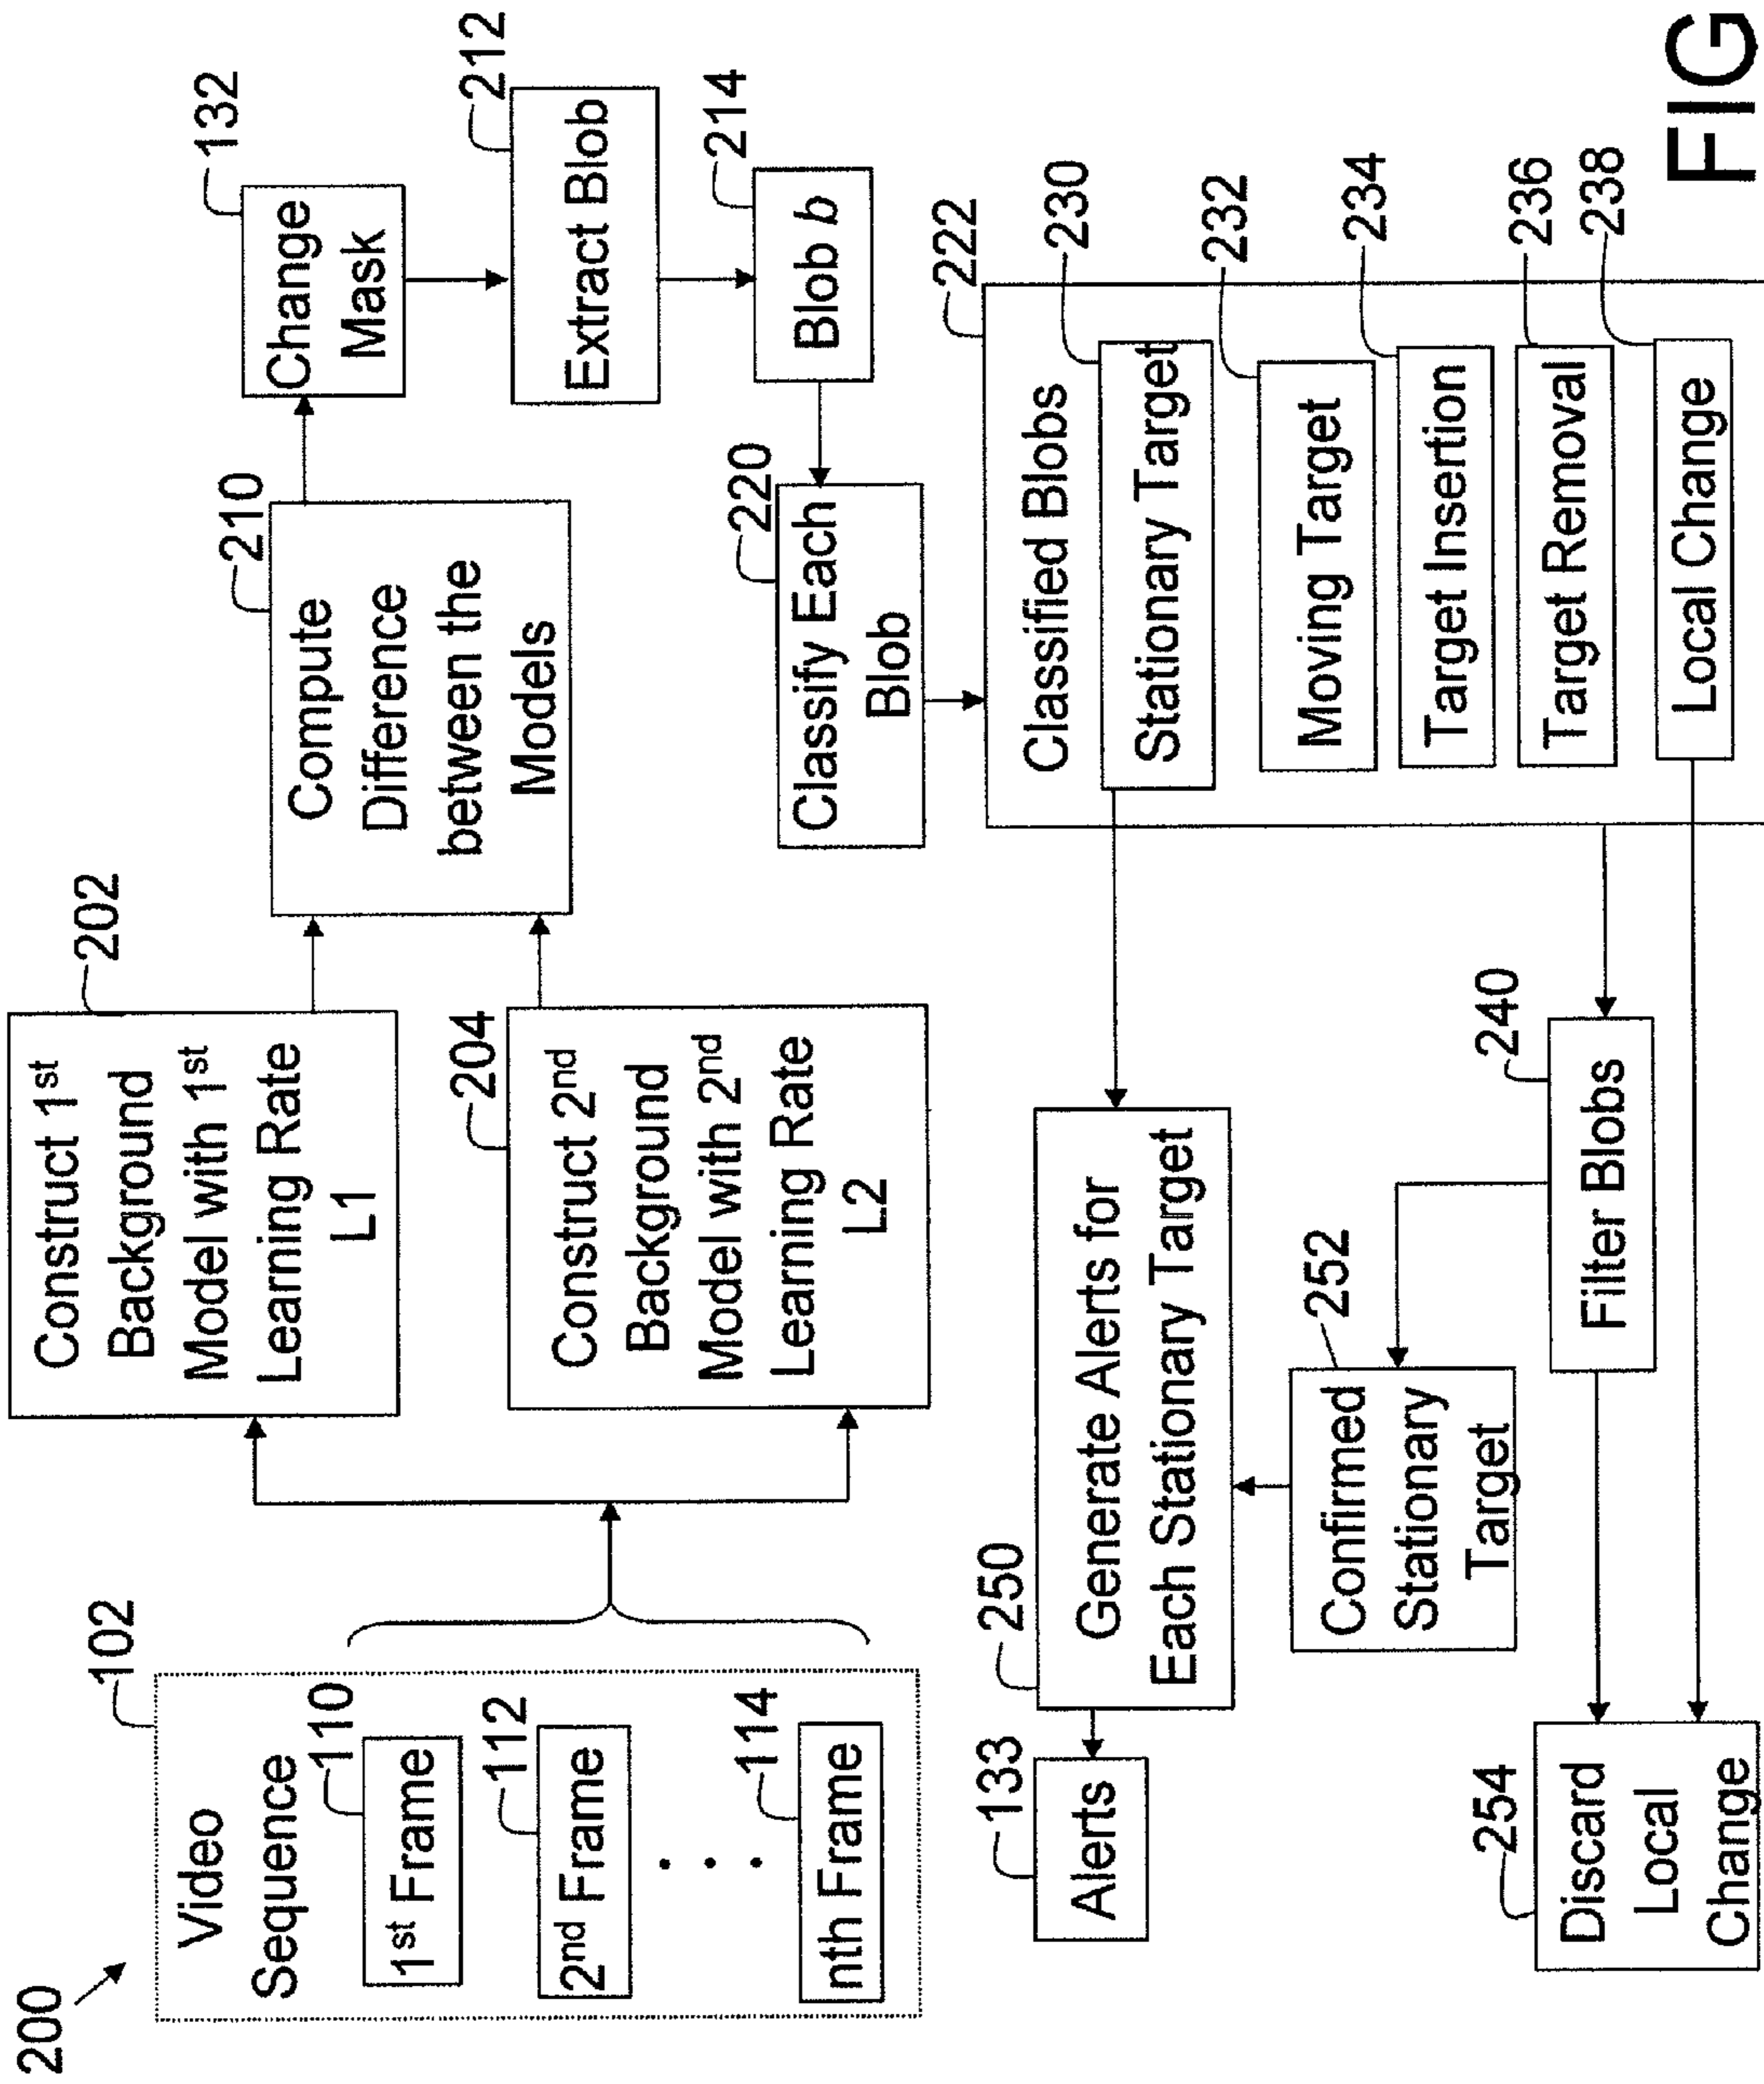 200
102
Video
Sequence
110
1st Frame
112
2nd Frame
. . .
114
nth Frame
202
Construct 1st
Background
Model with 1st
Learning Rate
L1
204
Construct 2nd
Background
Model with 2nd
Learning Rate
L2
210
Compute
Difference
between the
Models
132
Change
Mask
212
Extract Blob
214
Blob b
220
Classify Each
Blob
222
Classified Blobs
230
Stationary Target
232
Moving Target
234
Target Insertion
236
Target Removal
238
Local Change
240
Filter Blobs
250
Generate Alerts for
Each Stationary Target
252
Confirmed
Stationary
Target
133
Alerts
254
Discard
Local
Change
FIG